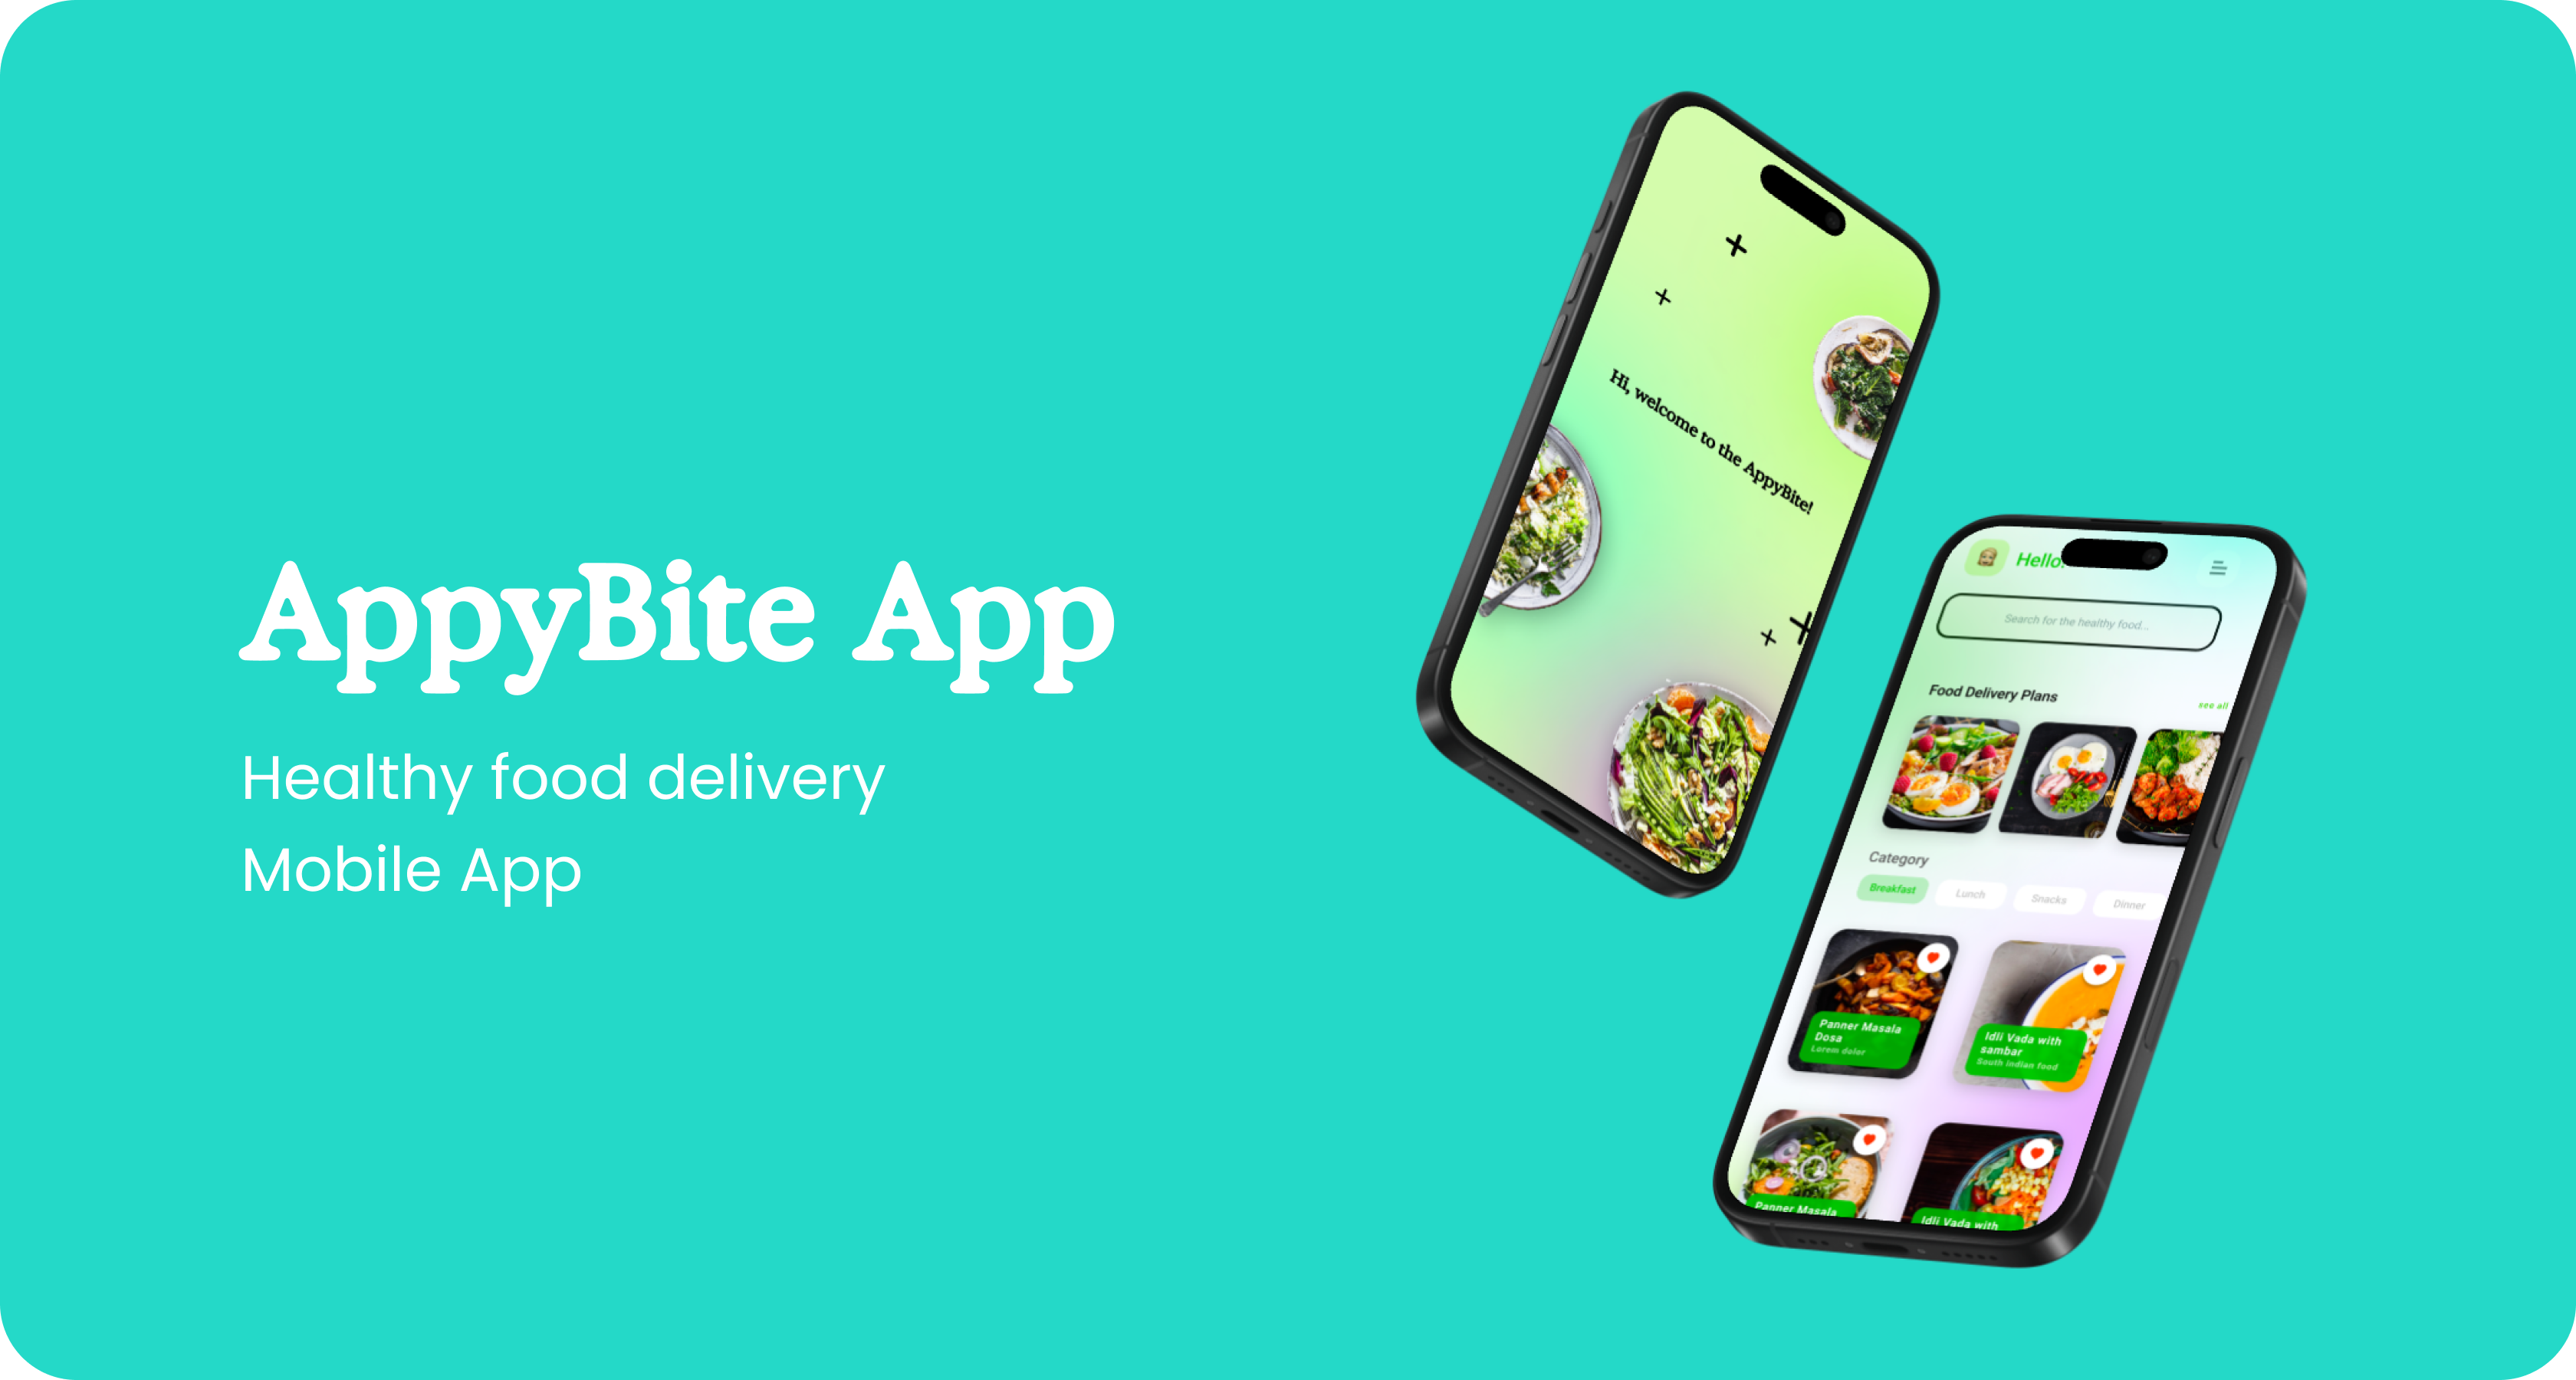 AppyBite App
Healthy food delivery
Mobile App
Hi, welcome to the AppyBite!
Hello!
Search for the healthy food...
Food Delivery Plans
see all
Category
Breakfast
Lunch
Snacks
Dinner
Panner Masala
Dosa
Lorem dolor
Idli Vada with
sambar
South Indian food
Panner Masala
Idli Vada with